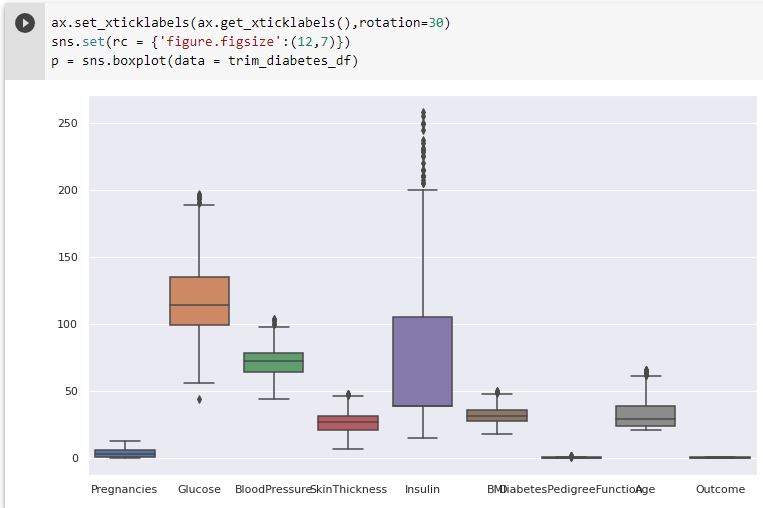 ax.set_xticklabels(ax.get_xticklabels(),rotation=30)
sns.set(rc = {'figure.figsize':(12,7)})
p = sns.boxplot(data = trim_diabetes_df)
250
200
150
100
50
0
Pregnancies Glucose BloodPressure SkinThickness Insulin BMI DiabetesPedigreeFunction Age Outcome